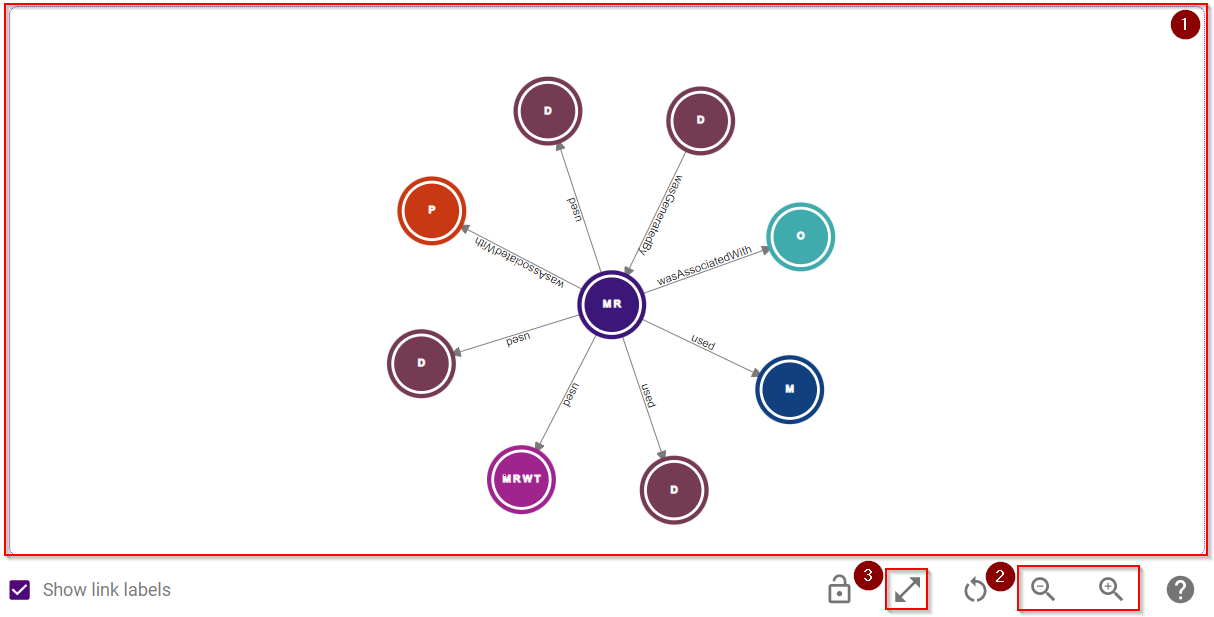 1
D
D
wasGeneratedBy
used
P
wasAssociatedWith
O
wasAssociatedWith
MR
used
used
D
M
used
used
MRWT
D
Show link labels
3
2
?